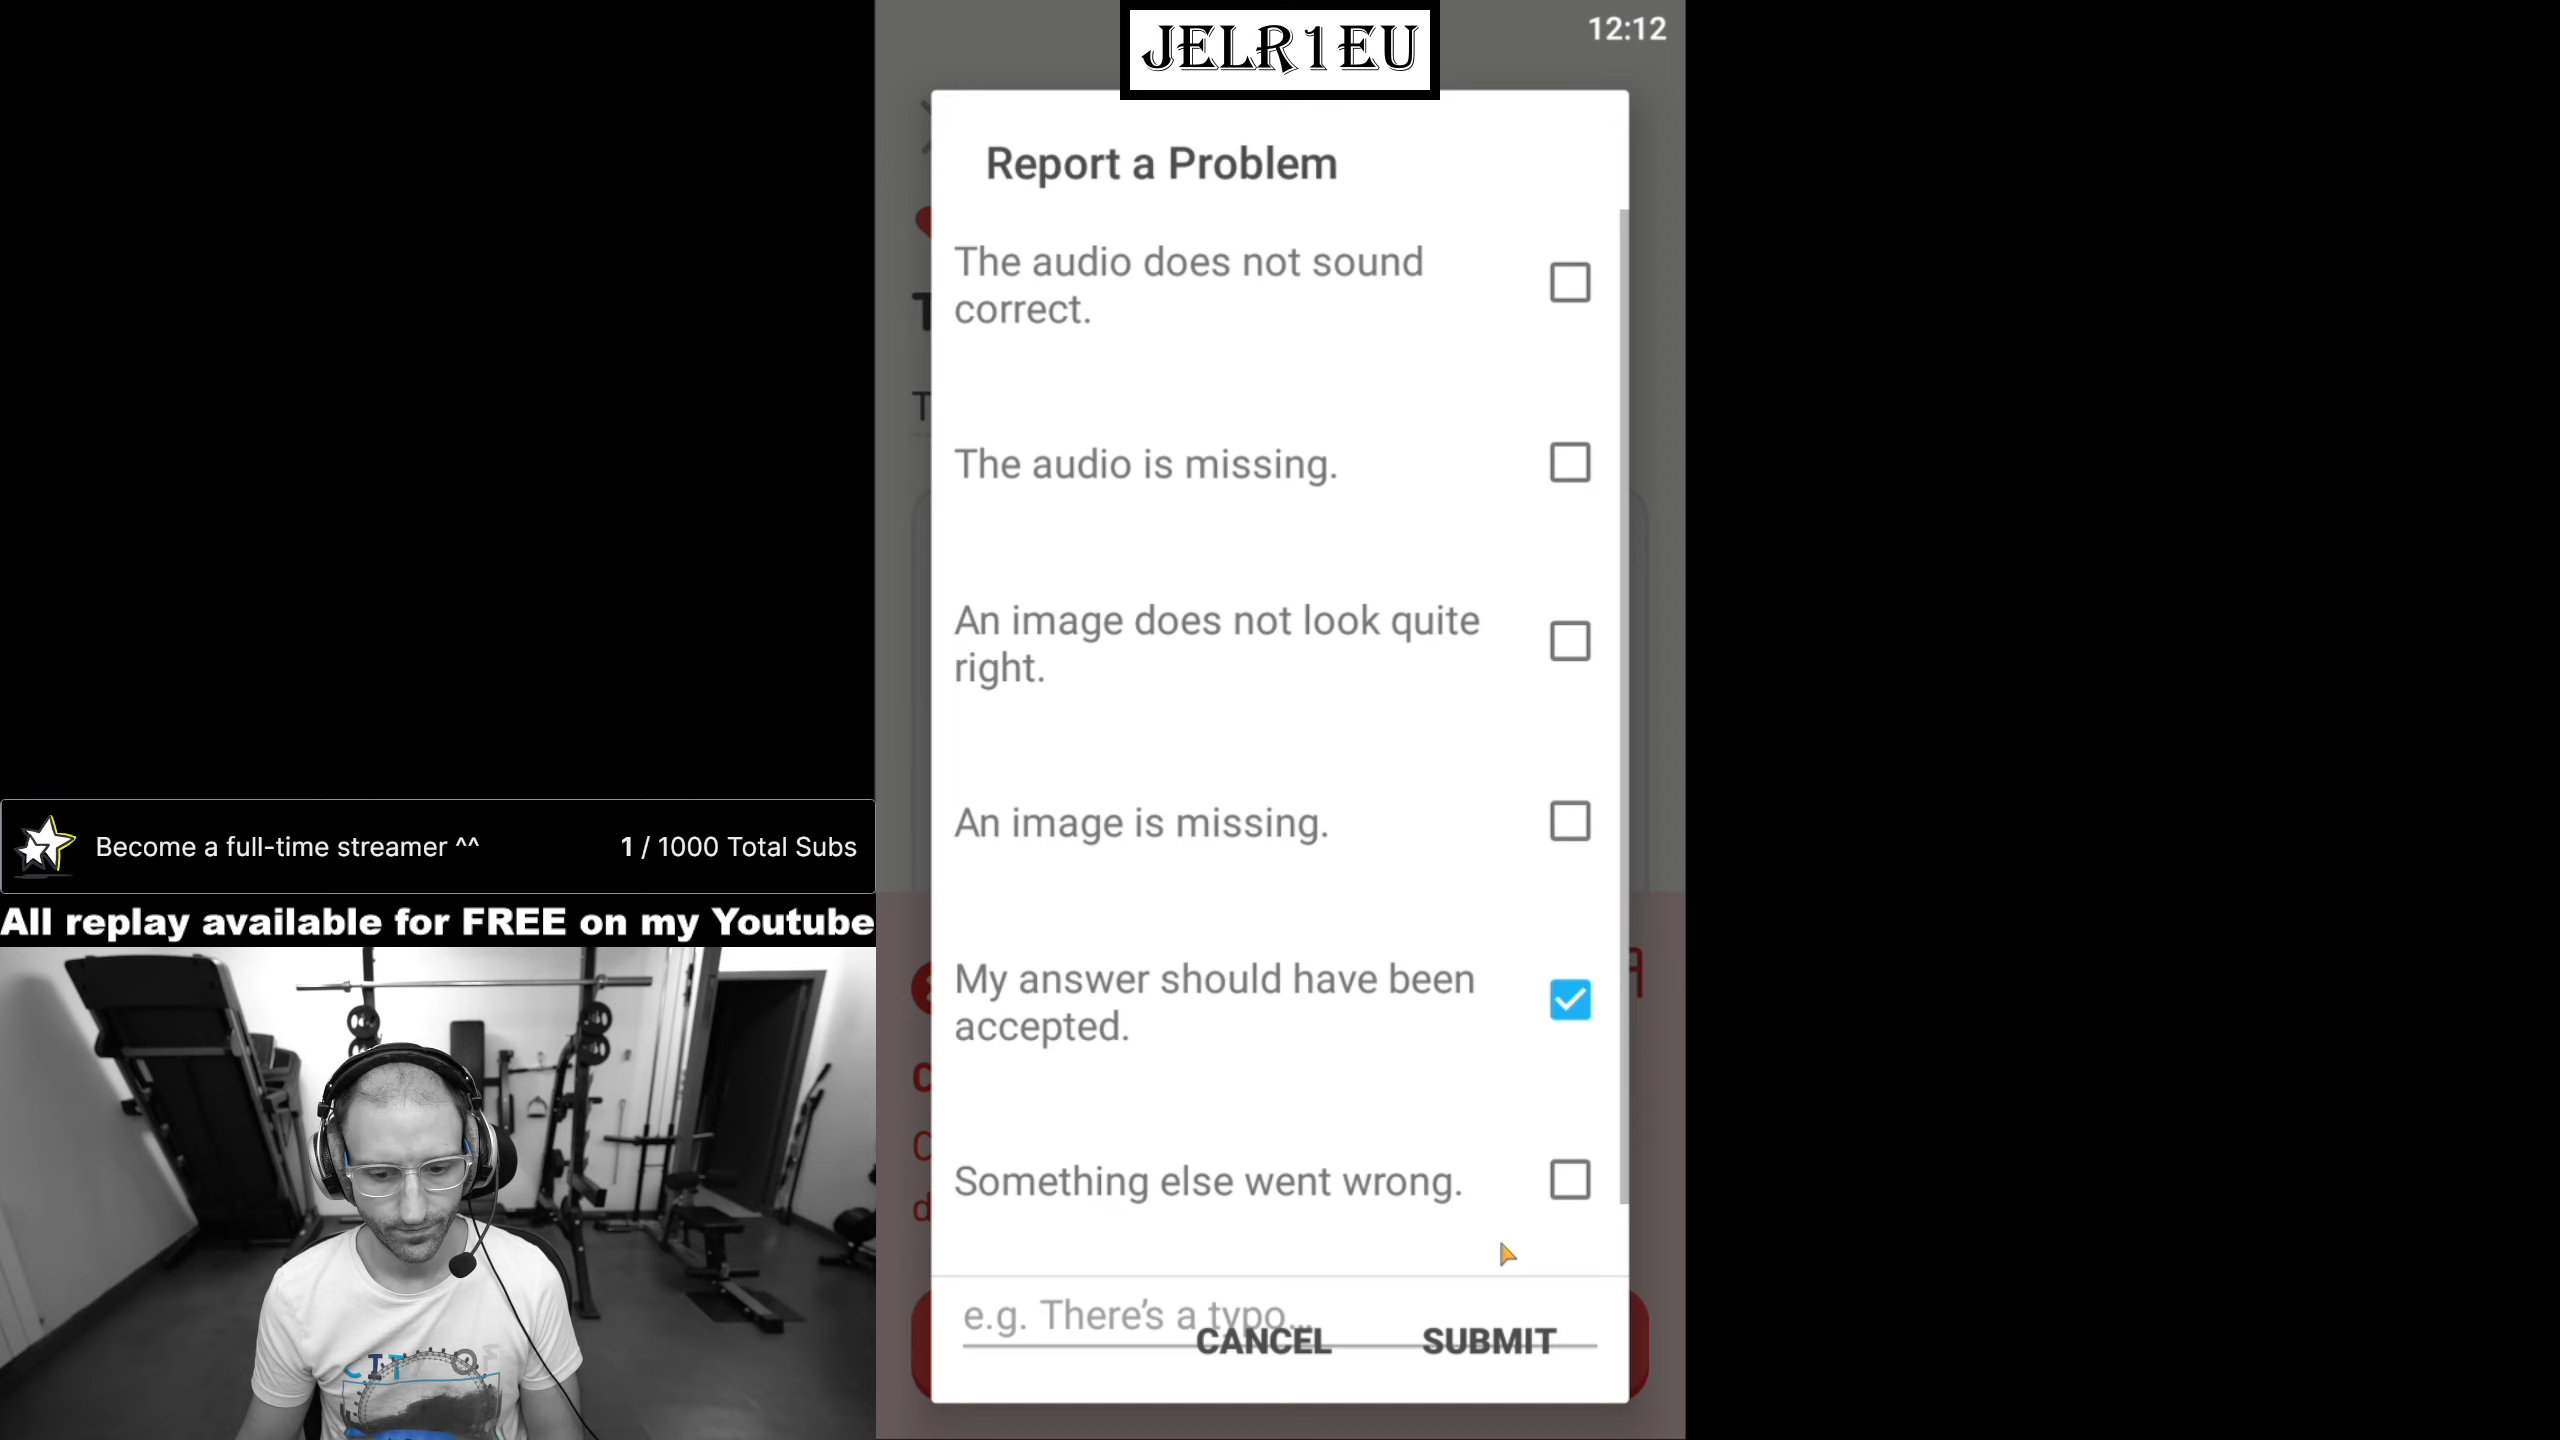 JELR1EU
12:12
Report a Problem
The audio does not sound
correct.
The audio is missing.
An image does not look quite
right.
An image is missing.
My answer should have been
accepted.
Something else went wrong.
e.g. There's a typo...
CANCEL
SUBMIT
Become a full-time streamer ^^
1 / 1000 Total Subs
All replay available for FREE on my Youtube
CIT OF